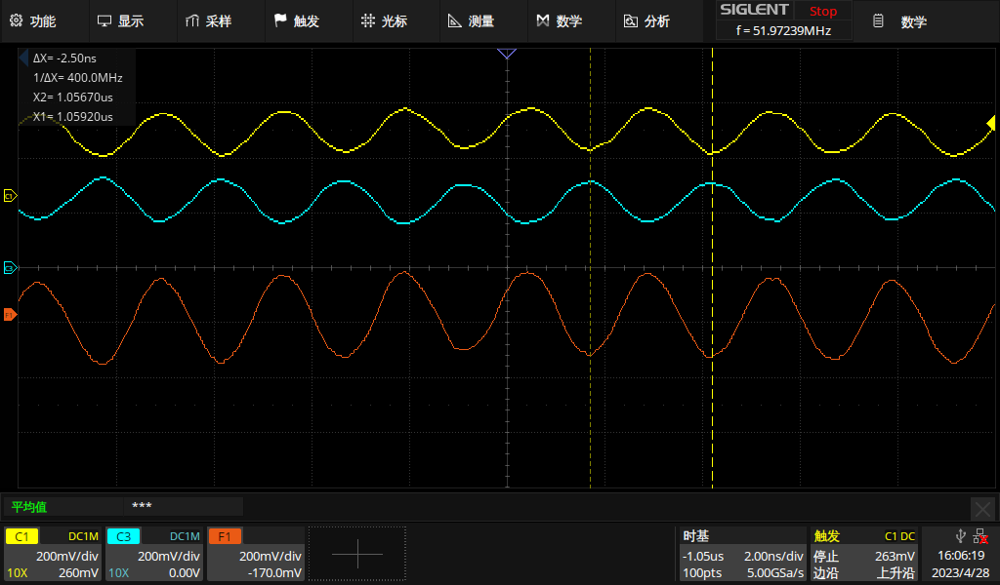 功能 显示 采样 触发 光标 测量 数学 分析 SIGLENT Stop 数学
f = 51.97239MHz
ΔX= -2.50ns
1/ΔX= 400.0MHz
X2= 1.05670us
X1= 1.05920us
C1
C3
F1
平均值 ***
C1 DC1M C3 DC1M F1 时基 触发 C1 DC
200mV/div 200mV/div 200mV/div -1.05us 2.00ns/div 停止 263mV 16:06:19
10X 260mV 10X 0.00V -170.0mV 100pts 5.00GSa/s 边沿 上升沿 2023/4/28